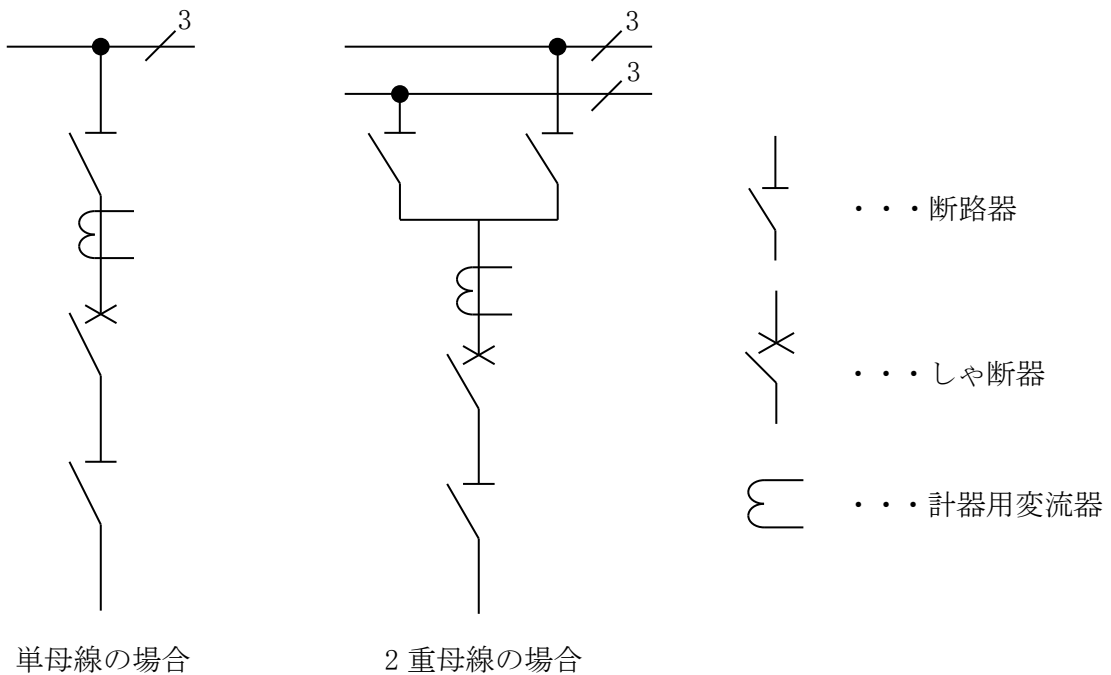 3
3
3
・・・断路器
・・・しゃ断器
・・・計器用変流器
単母線の場合
2 重母線の場合